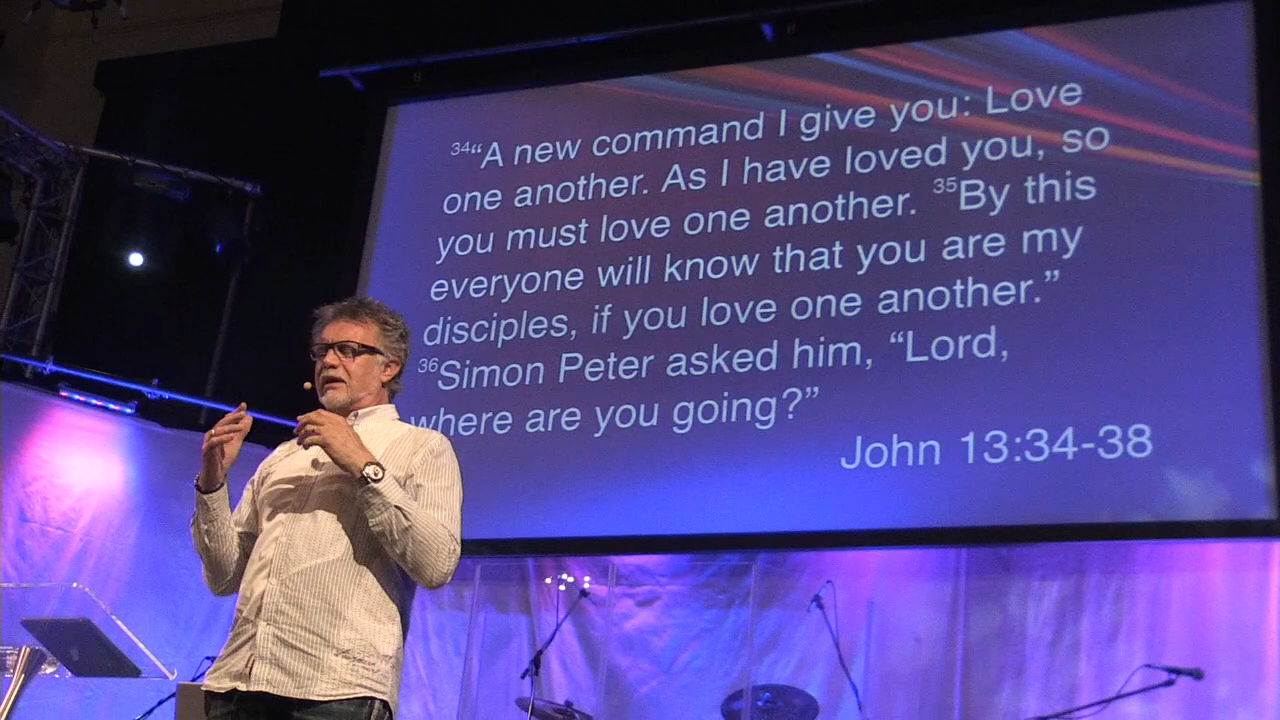 ³⁴“A new command I give you: Love
one another. As I have loved you, so
you must love one another. ³⁵By this
everyone will know that you are my
disciples, if you love one another.”
³⁶Simon Peter asked him, “Lord,
where are you going?”
John 13:34-38